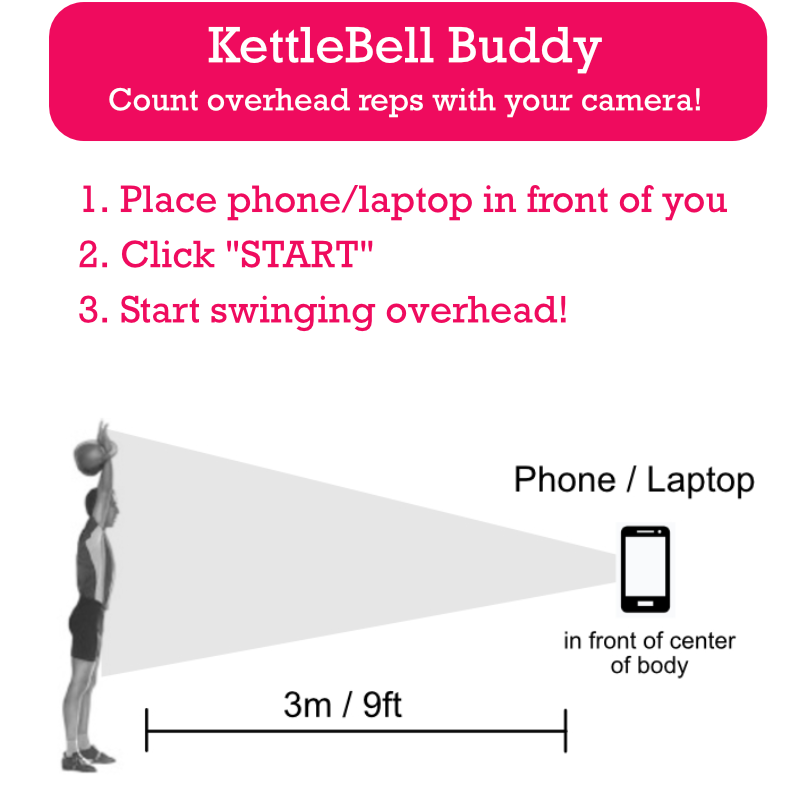 KettleBell Buddy
Count overhead reps with your camera!
1. Place phone/laptop in front of you
2. Click "START"
3. Start swinging overhead!
Phone / Laptop
in front of center
of body
3m / 9ft